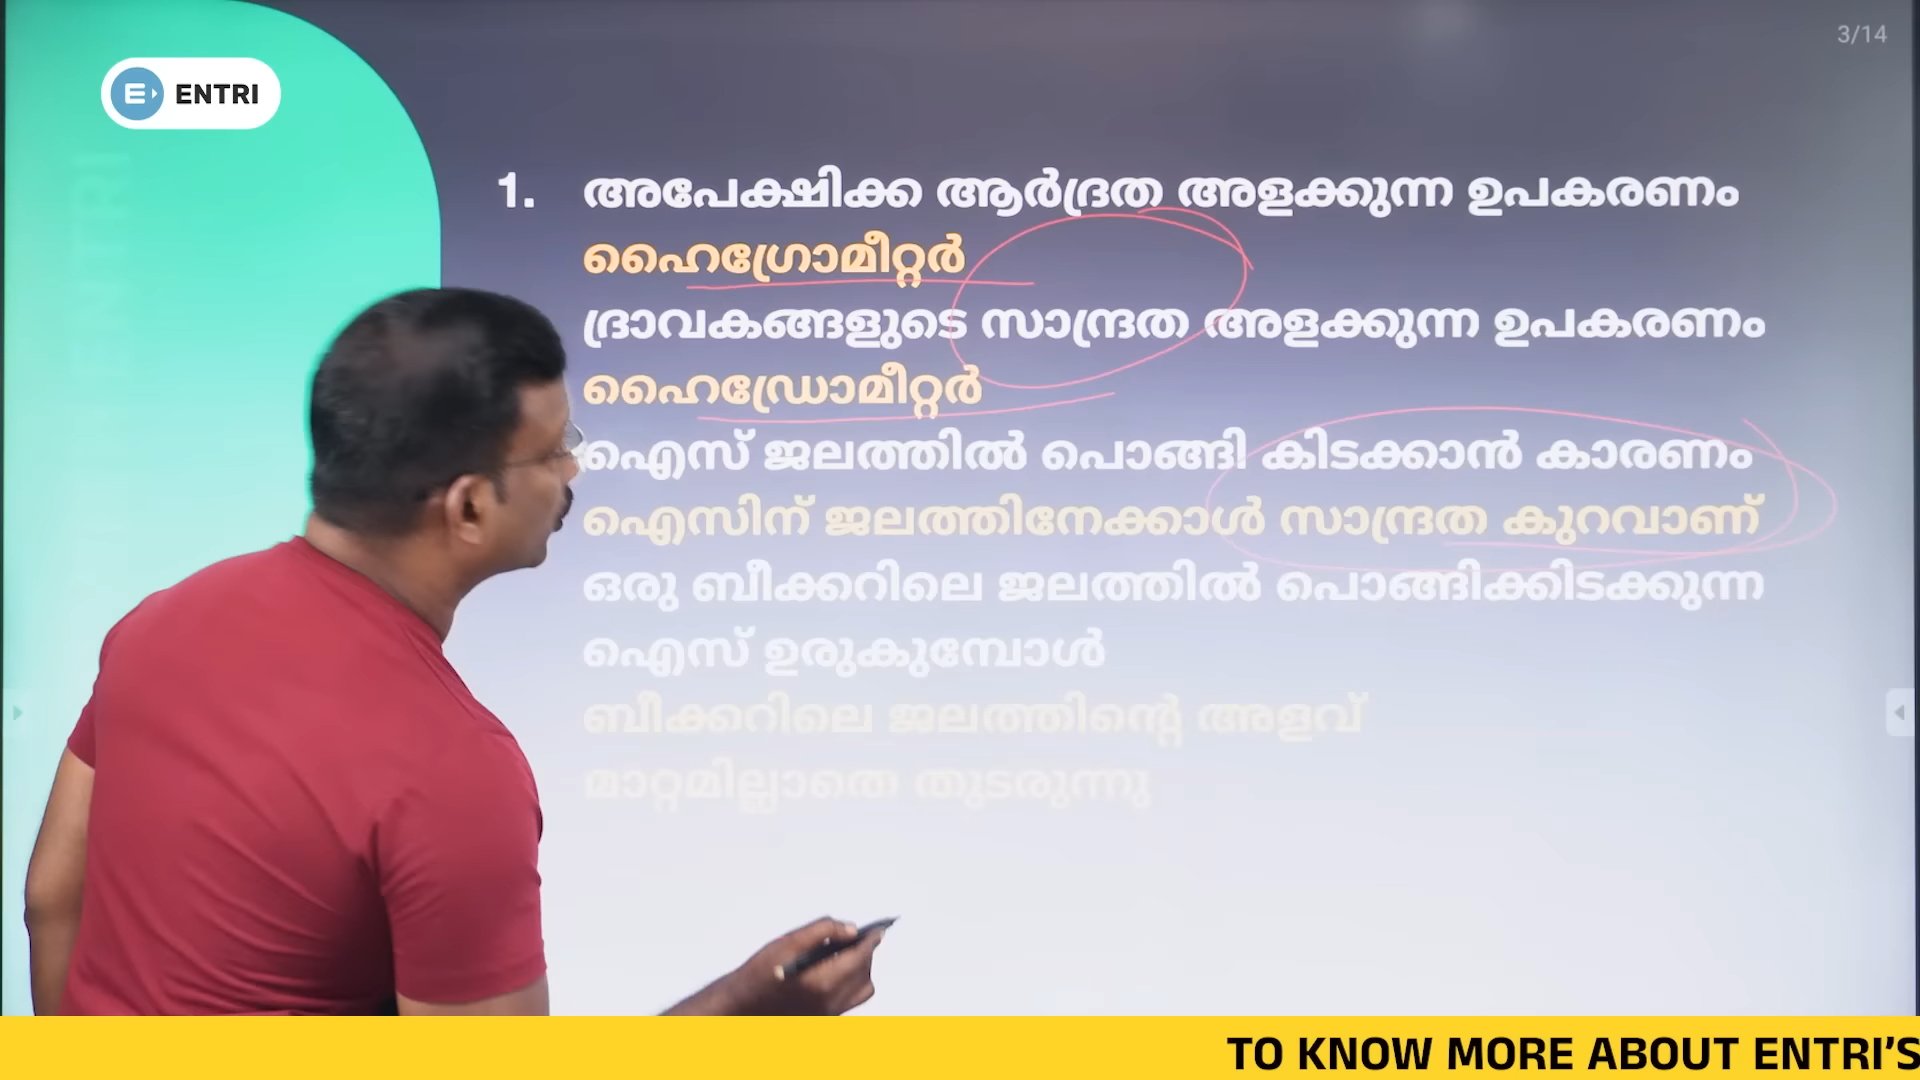 3/14
ENTRI
1. അപേക്ഷിക്ക ആർദ്രത അളക്കുന്ന ഉപകരണം
ഹൈഗ്രോമീറ്റർ
ദ്രാവകങ്ങളുടെ സാന്ദ്രത അളക്കുന്ന ഉപകരണം
ഹൈഡ്രോമീറ്റർ
ഐസ് ജലത്തിൽ പൊങ്ങി കിടക്കാൻ കാരണം
ഐസിന് ജലത്തിനേക്കാൾ സാന്ദ്രത കുറവാണ്
ഒരു ബീക്കറിലെ ജലത്തിൽ പൊങ്ങിക്കിടക്കുന്ന
ഐസ് ഉരുകുമ്പോൾ
ബീക്കറിലെ ജലത്തിന്റെ അളവ്
മാറ്റമില്ലാതെ തുടരുന്നു
TO KNOW MORE ABOUT ENTRI'S